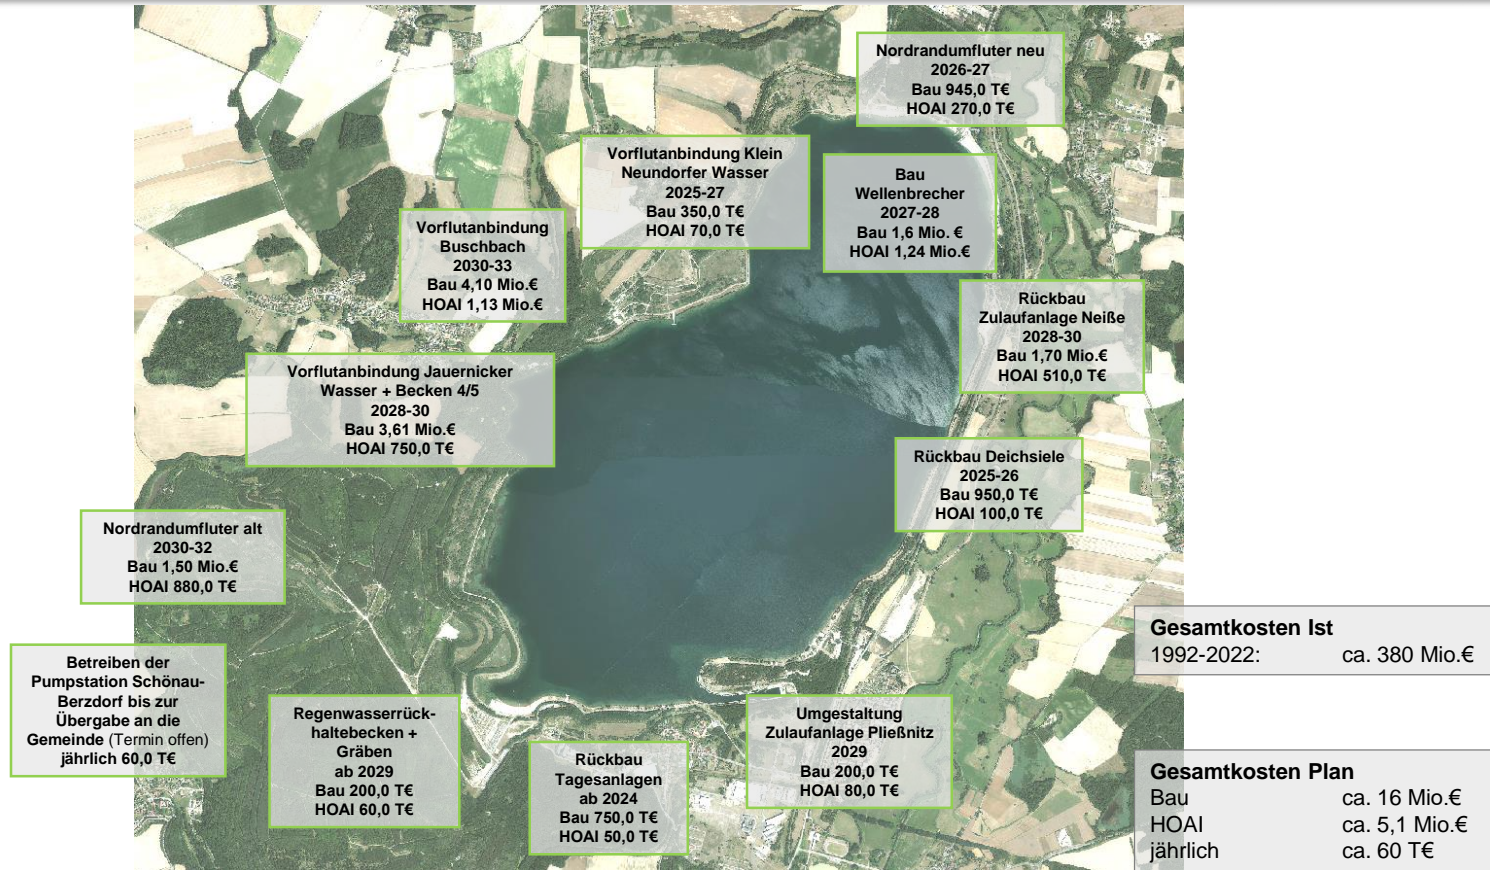 Nordrandumfluter neu
2026-27
Bau 945,0 T€
HOAI 270,0 T€
Vorflutanbindung Klein
Neundorfer Wasser
2025-27
Bau 350,0 T€
HOAI 70,0 T€
Bau
Wellenbrecher
2027-28
Bau 1,6 Mio. €
HOAI 1,24 Mio.€
Vorflutanbindung
Buschbach
2030-33
Bau 4,10 Mio.€
HOAI 1,13 Mio.€
Rückbau
Zulaufanlage Neiße
2028-30
Bau 1,70 Mio.€
HOAI 510,0 T€
Vorflutanbindung Jauernicker
Wasser + Becken 4/5
2028-30
Bau 3,61 Mio.€
HOAI 750,0 T€
Rückbau Deichsiele
2025-26
Bau 950,0 T€
HOAI 100,0 T€
Nordrandumfluter alt
2030-32
Bau 1,50 Mio.€
HOAI 880,0 T€
Gesamtkosten Ist
1992-2022: ca. 380 Mio.€
Betreiben der
Pumpstation Schönau-
Berzdorf bis zur
Übergabe an die
Gemeinde (Termin offen)
jährlich 60,0 T€
Regenwasserrück-
haltebecken +
Gräben
ab 2029
Bau 200,0 T€
HOAI 60,0 T€
Rückbau
Tagesanlagen
ab 2024
Bau 750,0 T€
HOAI 50,0 T€
Umgestaltung
Zulaufanlage Pließnitz
2029
Bau 200,0 T€
HOAI 80,0 T€
Gesamtkosten Plan
Bau ca. 16 Mio.€
HOAI ca. 5,1 Mio.€
jährlich ca. 60 T€